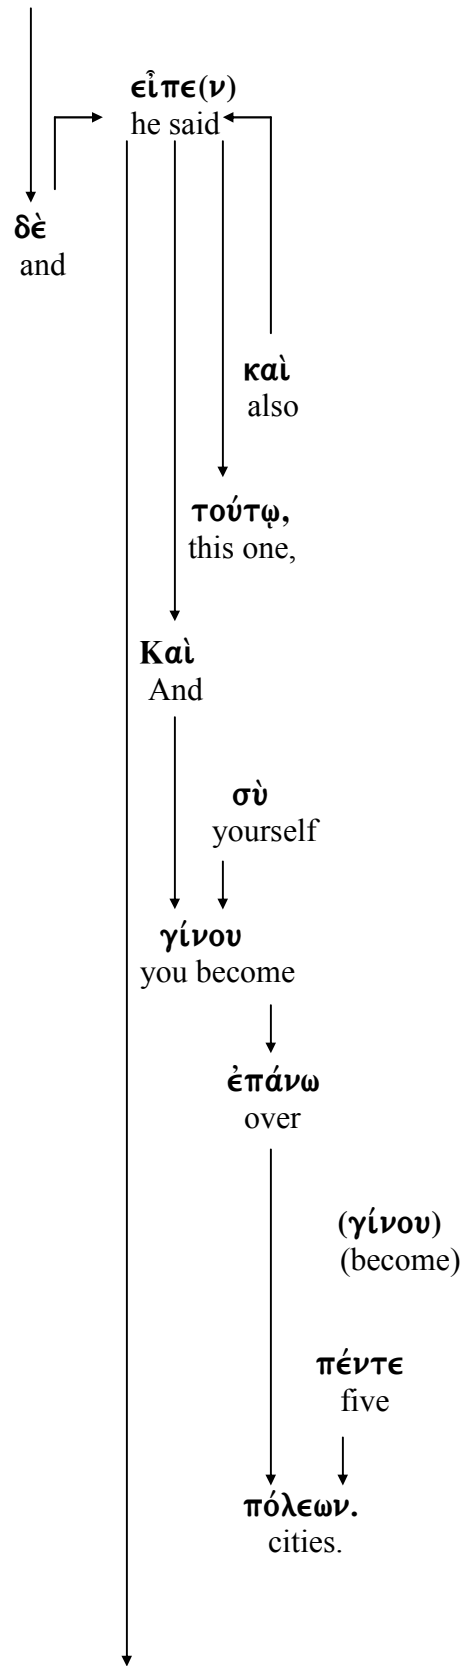 εἶπε(ν)
he said
δὲ
and
καὶ
also
τούτῳ,
this one,
Καὶ
And
σὺ
yourself
γίνου
you become
ἐπάνω
over
(γίνου)
(become)
πέντε
five
πόλεων.
cities.